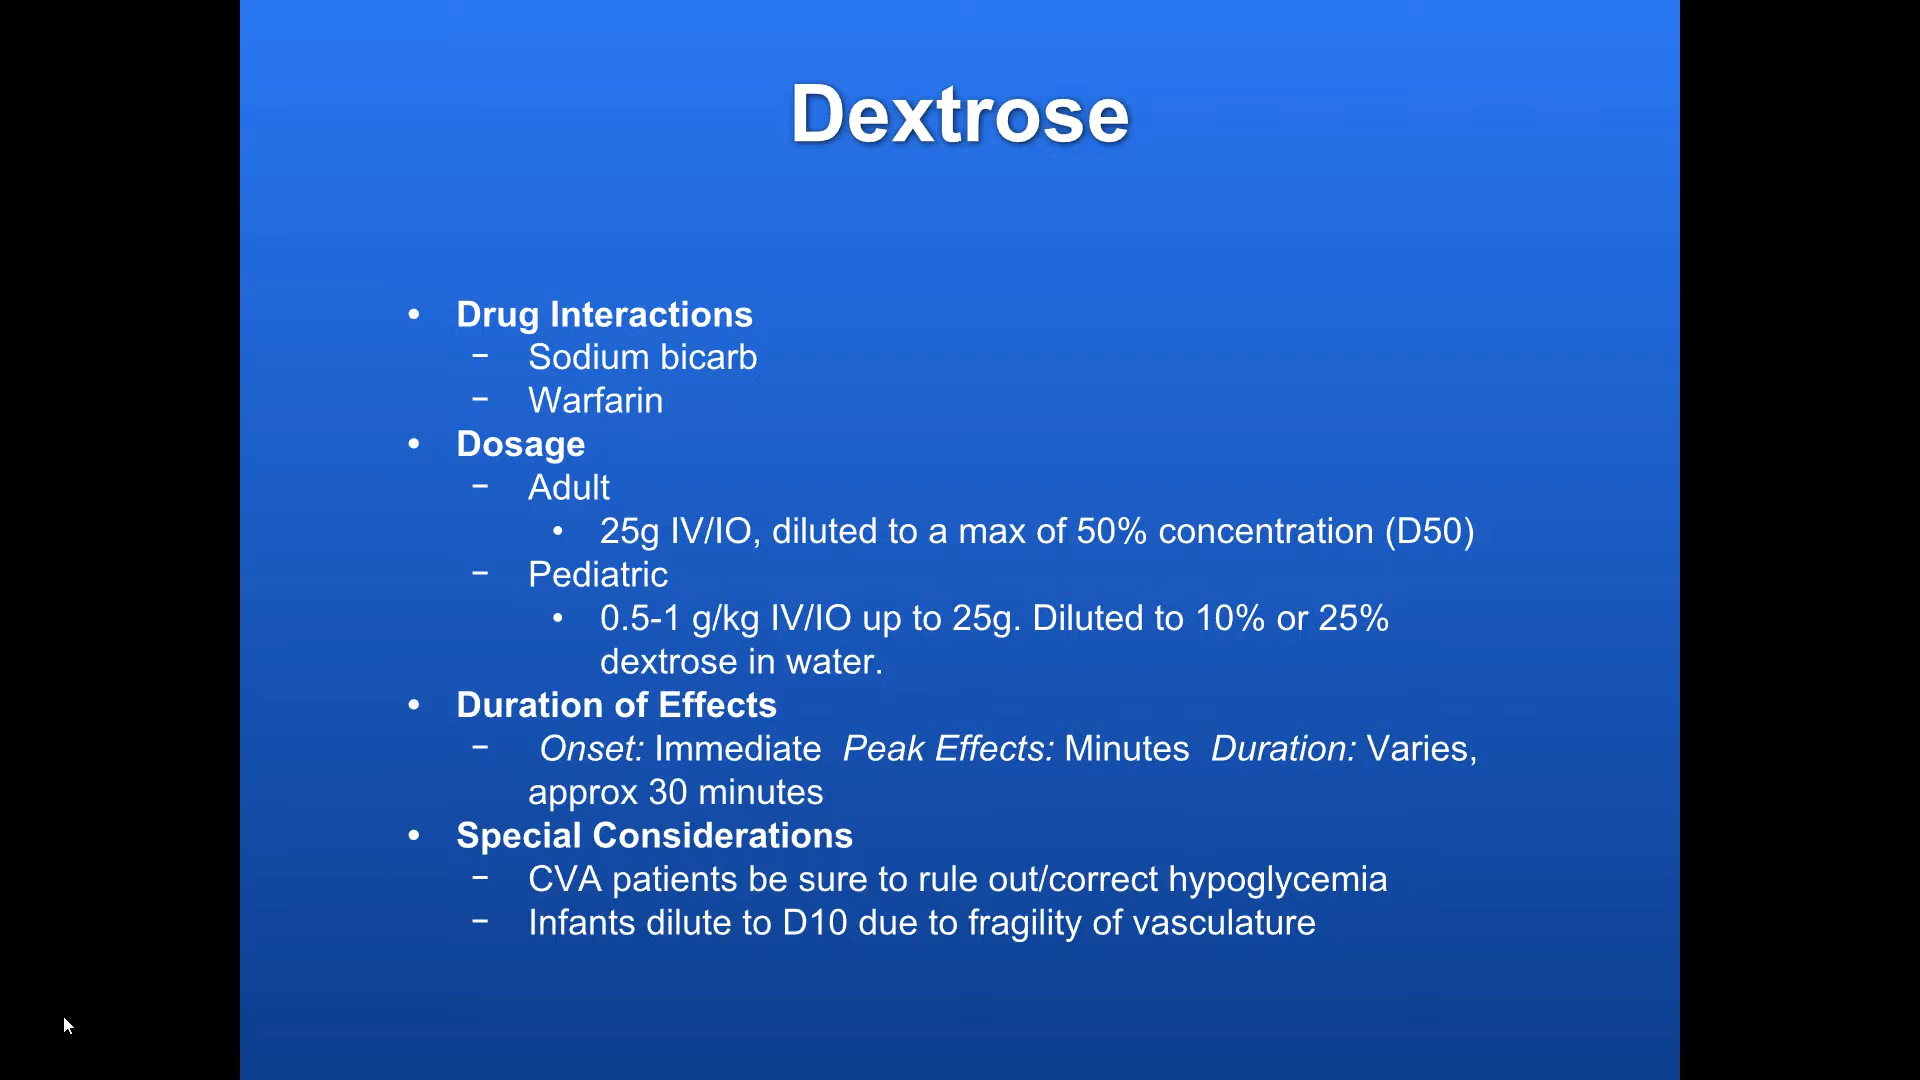 Dextrose
• Drug Interactions
− Sodium bicarb
− Warfarin
• Dosage
− Adult
• 25g IV/IO, diluted to a max of 50% concentration (D50)
− Pediatric
• 0.5-1 g/kg IV/IO up to 25g. Diluted to 10% or 25%
dextrose in water.
• Duration of Effects
− Onset: Immediate Peak Effects: Minutes Duration: Varies,
approx 30 minutes
• Special Considerations
− CVA patients be sure to rule out/correct hypoglycemia
− Infants dilute to D10 due to fragility of vasculature